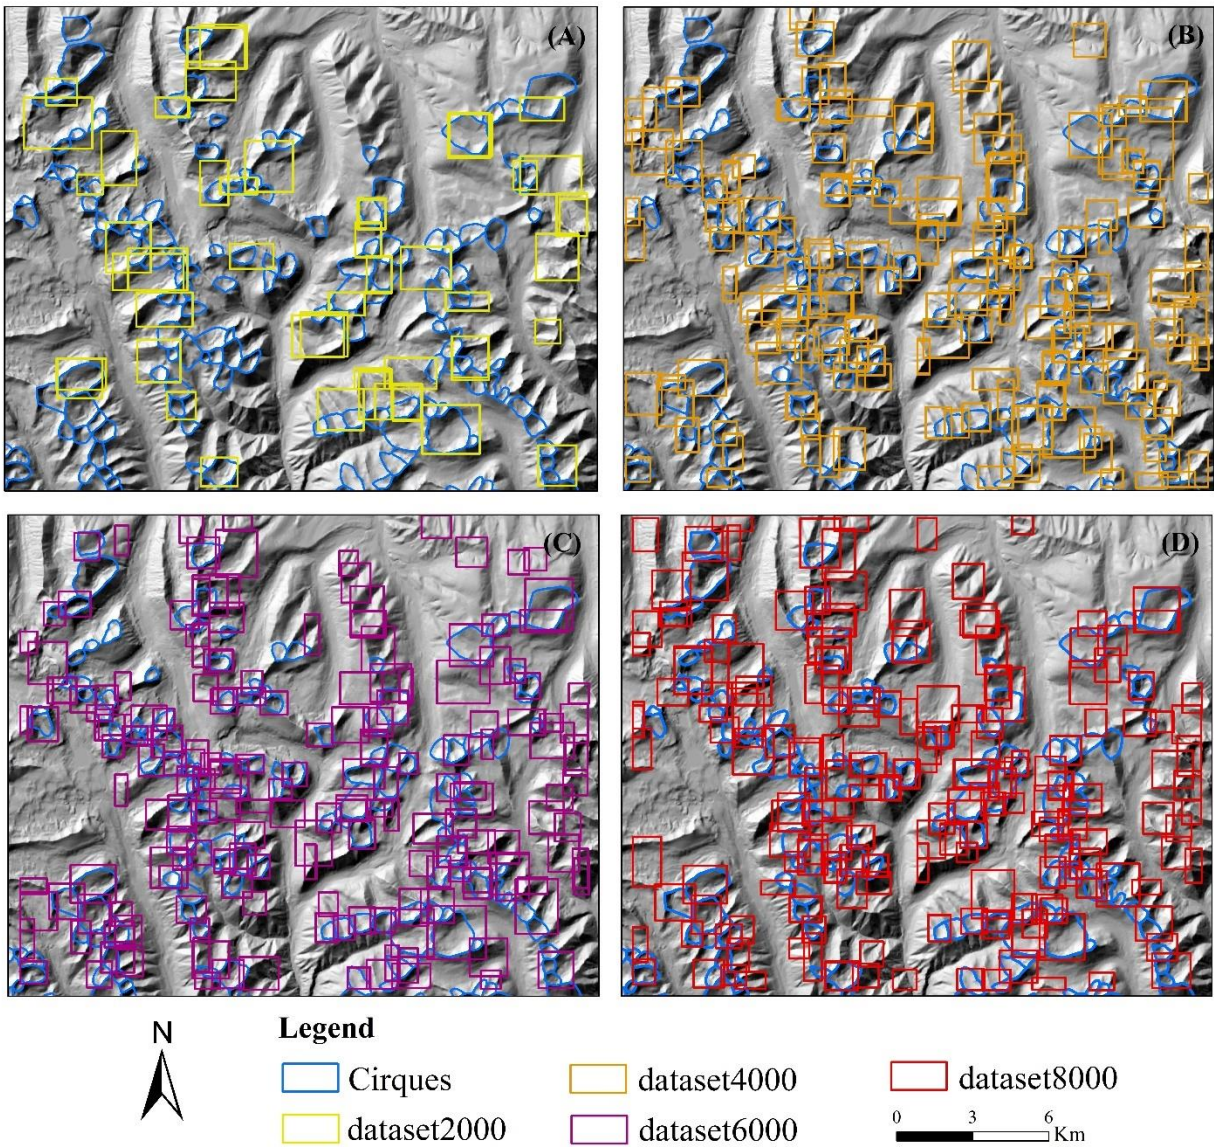 (A)
(B)
(C)
(D)
N
Legend
Cirques
dataset4000
dataset8000
dataset2000
dataset6000
0 3 6
Km